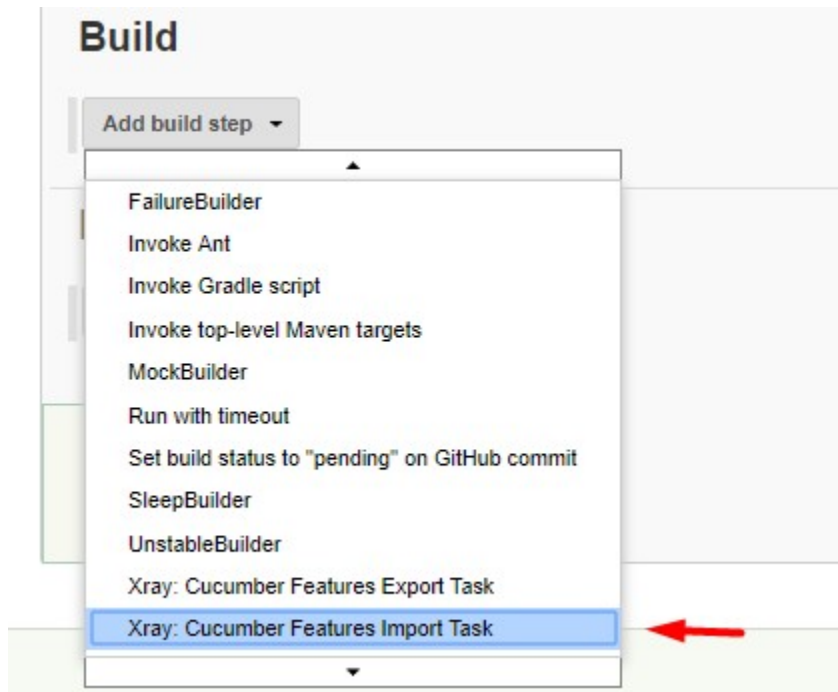 Build
Add build step
FailureBuilder
Invoke Ant
Invoke Gradle script
Invoke top-level Maven targets
MockBuilder
Run with timeout
Set build status to "pending" on GitHub commit
SleepBuilder
UnstableBuilder
Xray: Cucumber Features Export Task
Xray: Cucumber Features Import Task